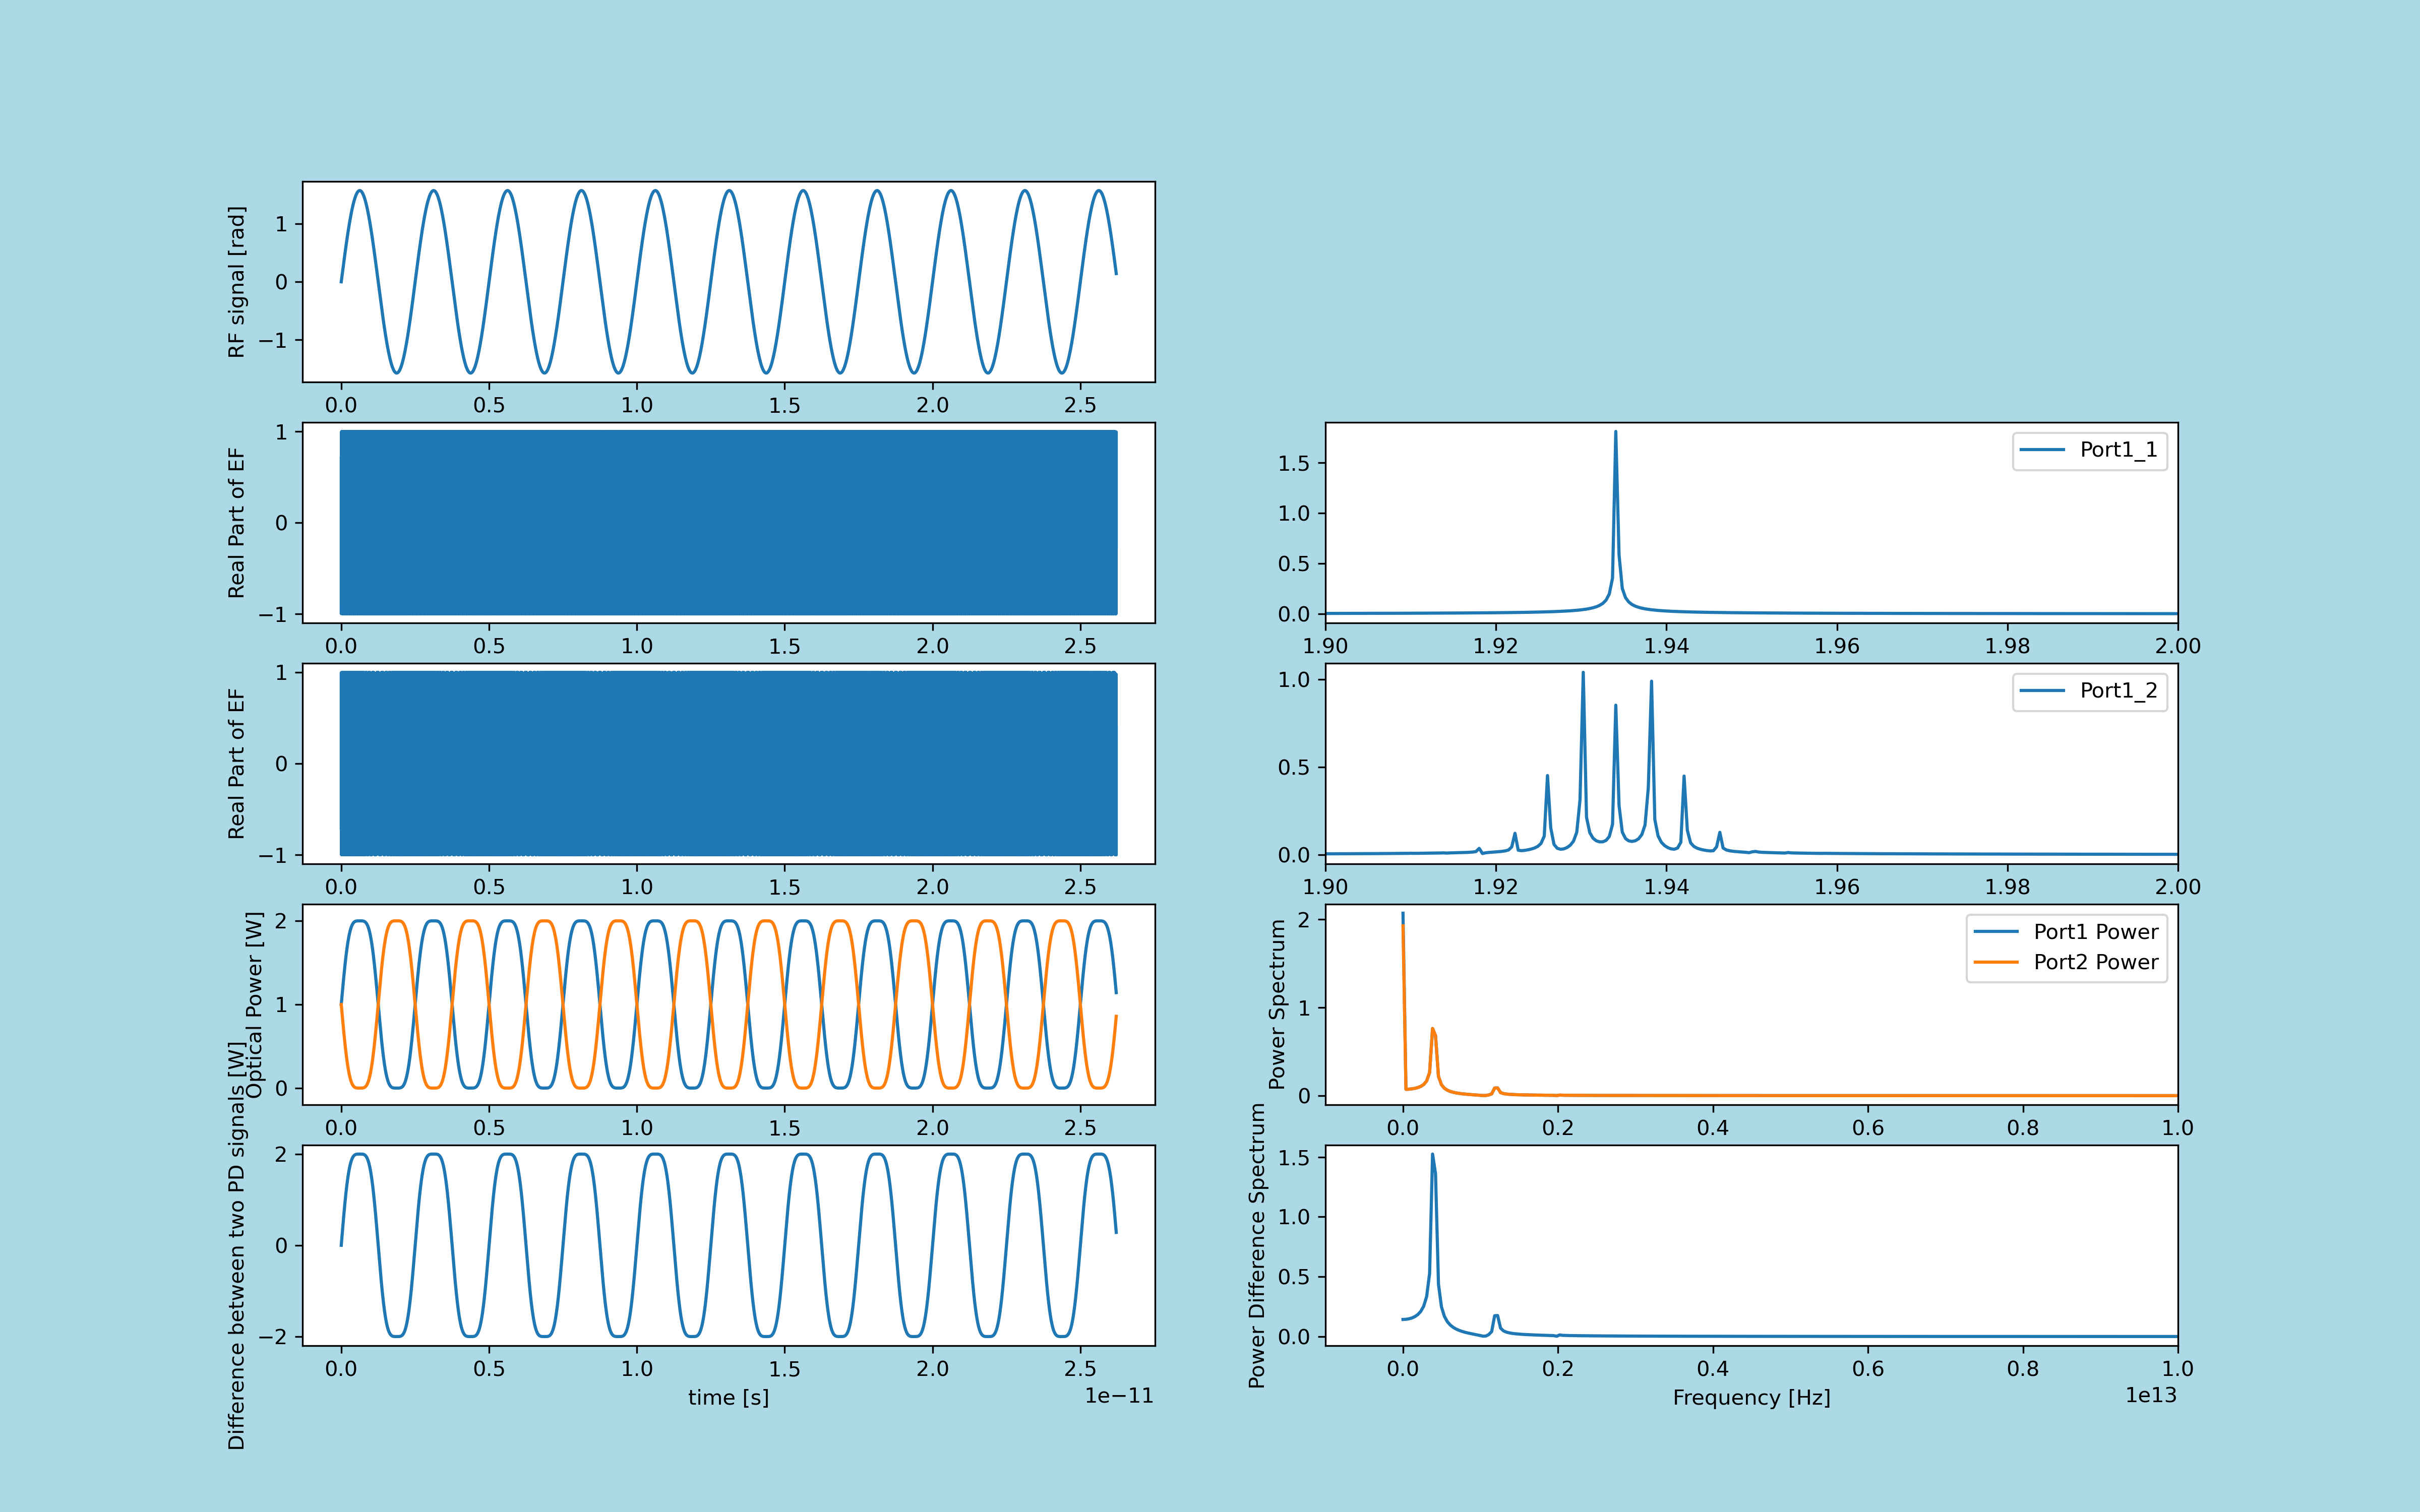 RF signal [rad]
1
0
−1
0.0 0.5 1.0 1.5 2.0 2.5
Real Part of EF
1
0
−1
0.0 0.5 1.0 1.5 2.0 2.5
Port1_1
1.5
1.0
0.5
0.0
1.90 1.92 1.94 1.96 1.98 2.00
Real Part of EF
1
0
−1
0.0 0.5 1.0 1.5 2.0 2.5
Port1_2
1.0
0.5
0.0
1.90 1.92 1.94 1.96 1.98 2.00
Optical Power [W]
2
1
0
0.0 0.5 1.0 1.5 2.0 2.5
Power Spectrum
Port1 Power
Port2 Power
2
1
0
0.0 0.2 0.4 0.6 0.8 1.0
Difference between two PD signals [W]
2
0
−2
0.0 0.5 1.0 1.5 2.0 2.5
time [s]
1e−11
Power Difference Spectrum
1.5
1.0
0.5
0.0
0.0 0.2 0.4 0.6 0.8 1.0
Frequency [Hz]
1e13